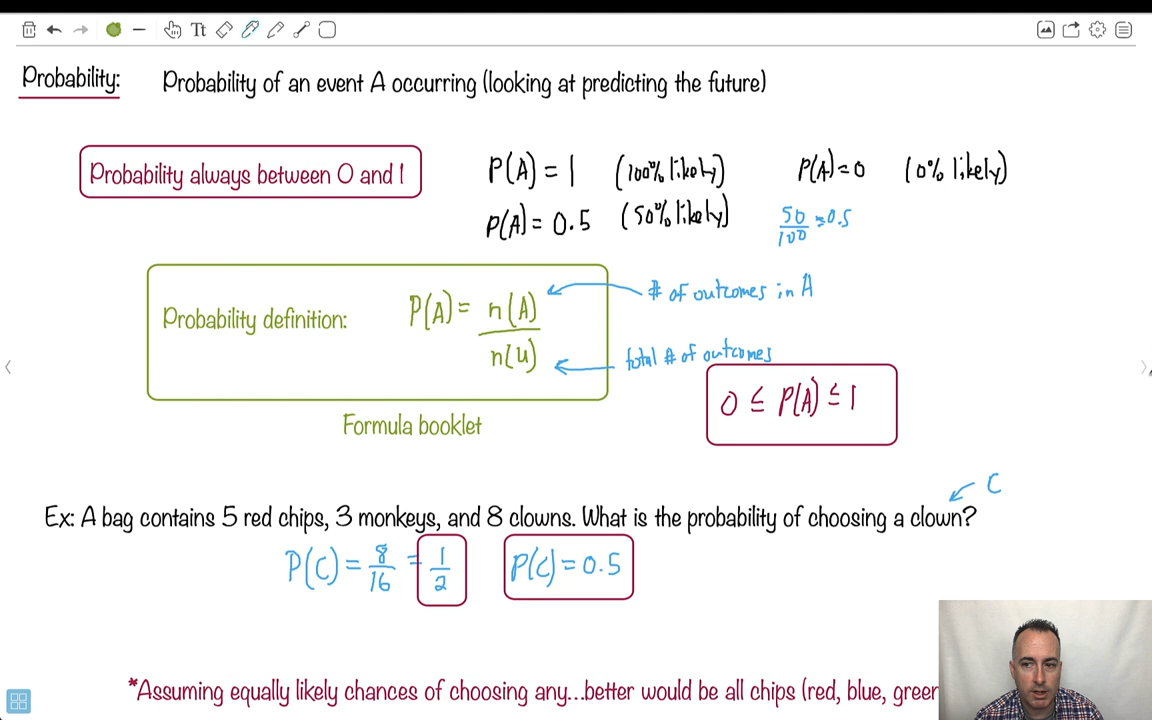 Tt
Probability: Probability of an event A occurring (looking at predicting the future)
Probability always between 0 and 1
P(A) = 1 (100% likely) P(A)=0 (0% likely)
P(A) = 0.5 (50% likely) 50/100 = 0.5
Probability definition: P(A) = n(A)/n(U)
# of outcomes in A
total # of outcomes
0 ≤ P(A) ≤ 1
Formula booklet
C
Ex: A bag contains 5 red chips, 3 monkeys, and 8 clowns. What is the probability of choosing a clown?
P(C) = 8/16 = 1/2 P(C) = 0.5
*Assuming equally likely chances of choosing any...better would be all chips (red, blue, green